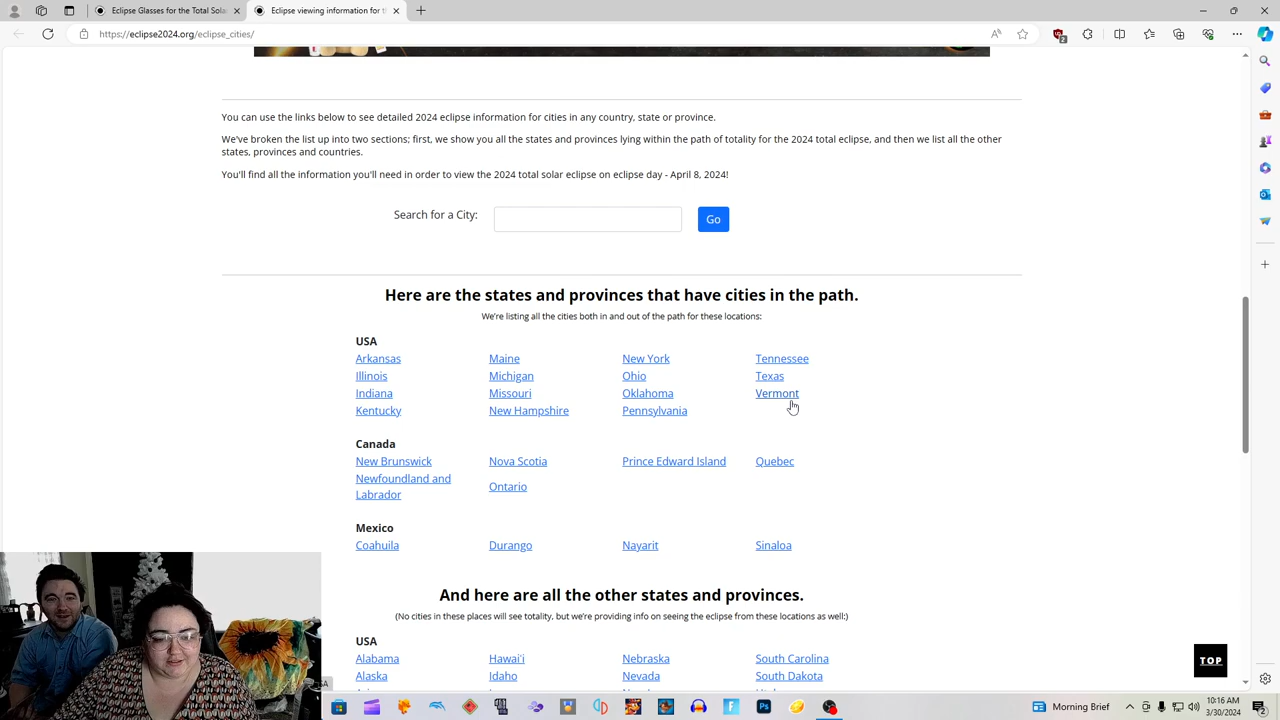 Eclipse Glasses for the Total Sola
Eclipse viewing information for t
https://eclipse2024.org/eclipse_cities/
You can use the links below to see detailed 2024 eclipse information for cities in any country, state or province.
We've broken the list up into two sections; first, we show you all the states and provinces lying within the path of totality for the 2024 total eclipse, and then we list all the other
states, provinces and countries.
You'll find all the information you'll need in order to view the 2024 total solar eclipse on eclipse day - April 8, 2024!
Search for a City:
Go
Here are the states and provinces that have cities in the path.
We're listing all the cities both in and out of the path for these locations:
USA
Arkansas Maine New York Tennessee
Illinois Michigan Ohio Texas
Indiana Missouri Oklahoma Vermont
Kentucky New Hampshire Pennsylvania
Canada
New Brunswick Nova Scotia Prince Edward Island Quebec
Newfoundland and
Labrador
Ontario
Mexico
Coahuila Durango Nayarit Sinaloa
And here are all the other states and provinces.
(No cities in these places will see totality, but we're providing info on seeing the eclipse from these locations as well:)
USA
Alabama Hawai'i Nebraska South Carolina
Alaska Idaho Nevada South Dakota
TOP
Morning Brief
10:16 AM
3/30/2024